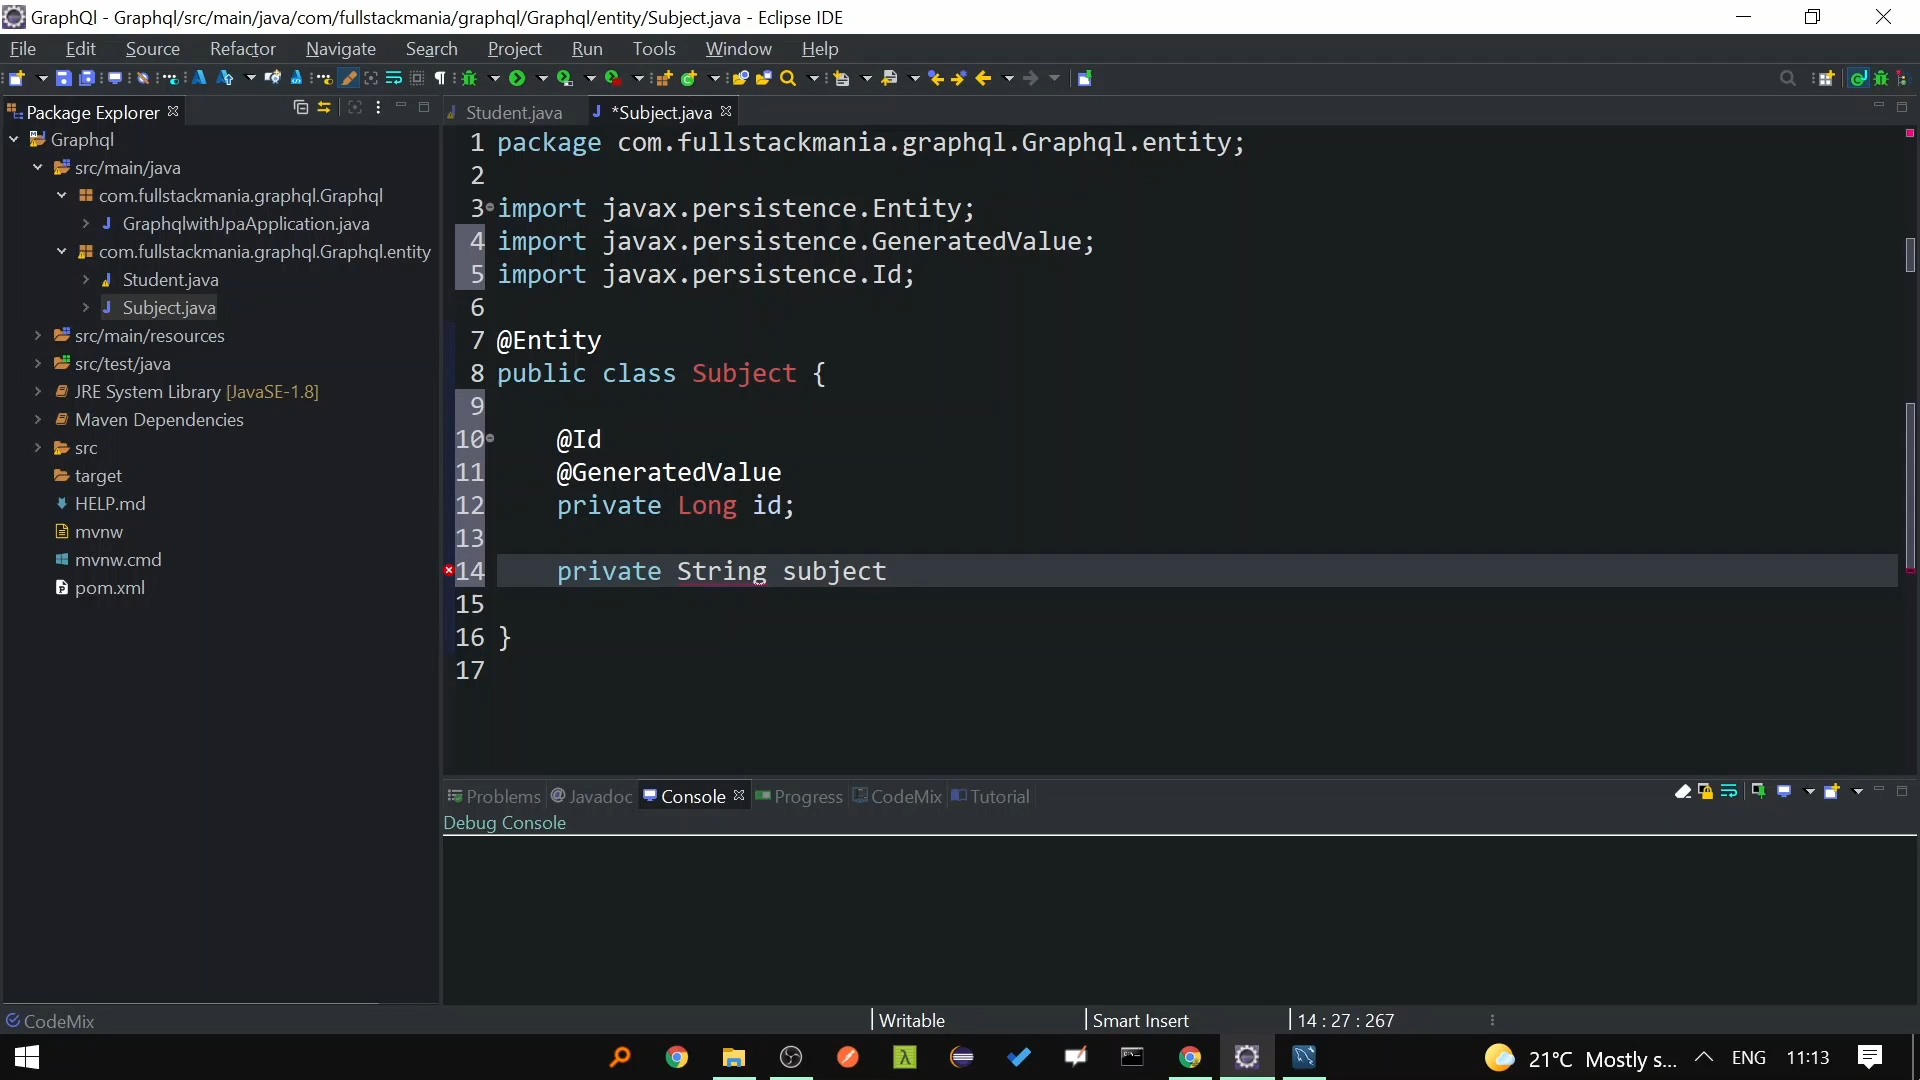 GraphQl - Graphql/src/main/java/com/fullstackmania/graphql/Graphql/entity/Subject.java - Eclipse IDE
File Edit Source Refactor Navigate Search Project Run Tools Window Help
Package Explorer
Graphql
src/main/java
com.fullstackmania.graphql.Graphql
GraphqlwithJpaApplication.java
com.fullstackmania.graphql.Graphql.entity
Student.java
Subject.java
src/main/resources
src/test/java
JRE System Library [JavaSE-1.8]
Maven Dependencies
src
target
HELP.md
mvnw
mvnw.cmd
pom.xml
Student.java *Subject.java
1 package com.fullstackmania.graphql.Graphql.entity;
2
3 import javax.persistence.Entity;
4 import javax.persistence.GeneratedValue;
5 import javax.persistence.Id;
6
7 @Entity
8 public class Subject {
9
10 @Id
11 @GeneratedValue
12 private Long id;
13
14 private String subject
15
16 }
17
Problems @ Javadoc Console Progress CodeMix Tutorial
Debug Console
CodeMix Writable Smart Insert 14 : 27 : 267
21°C Mostly s... ENG 11:13